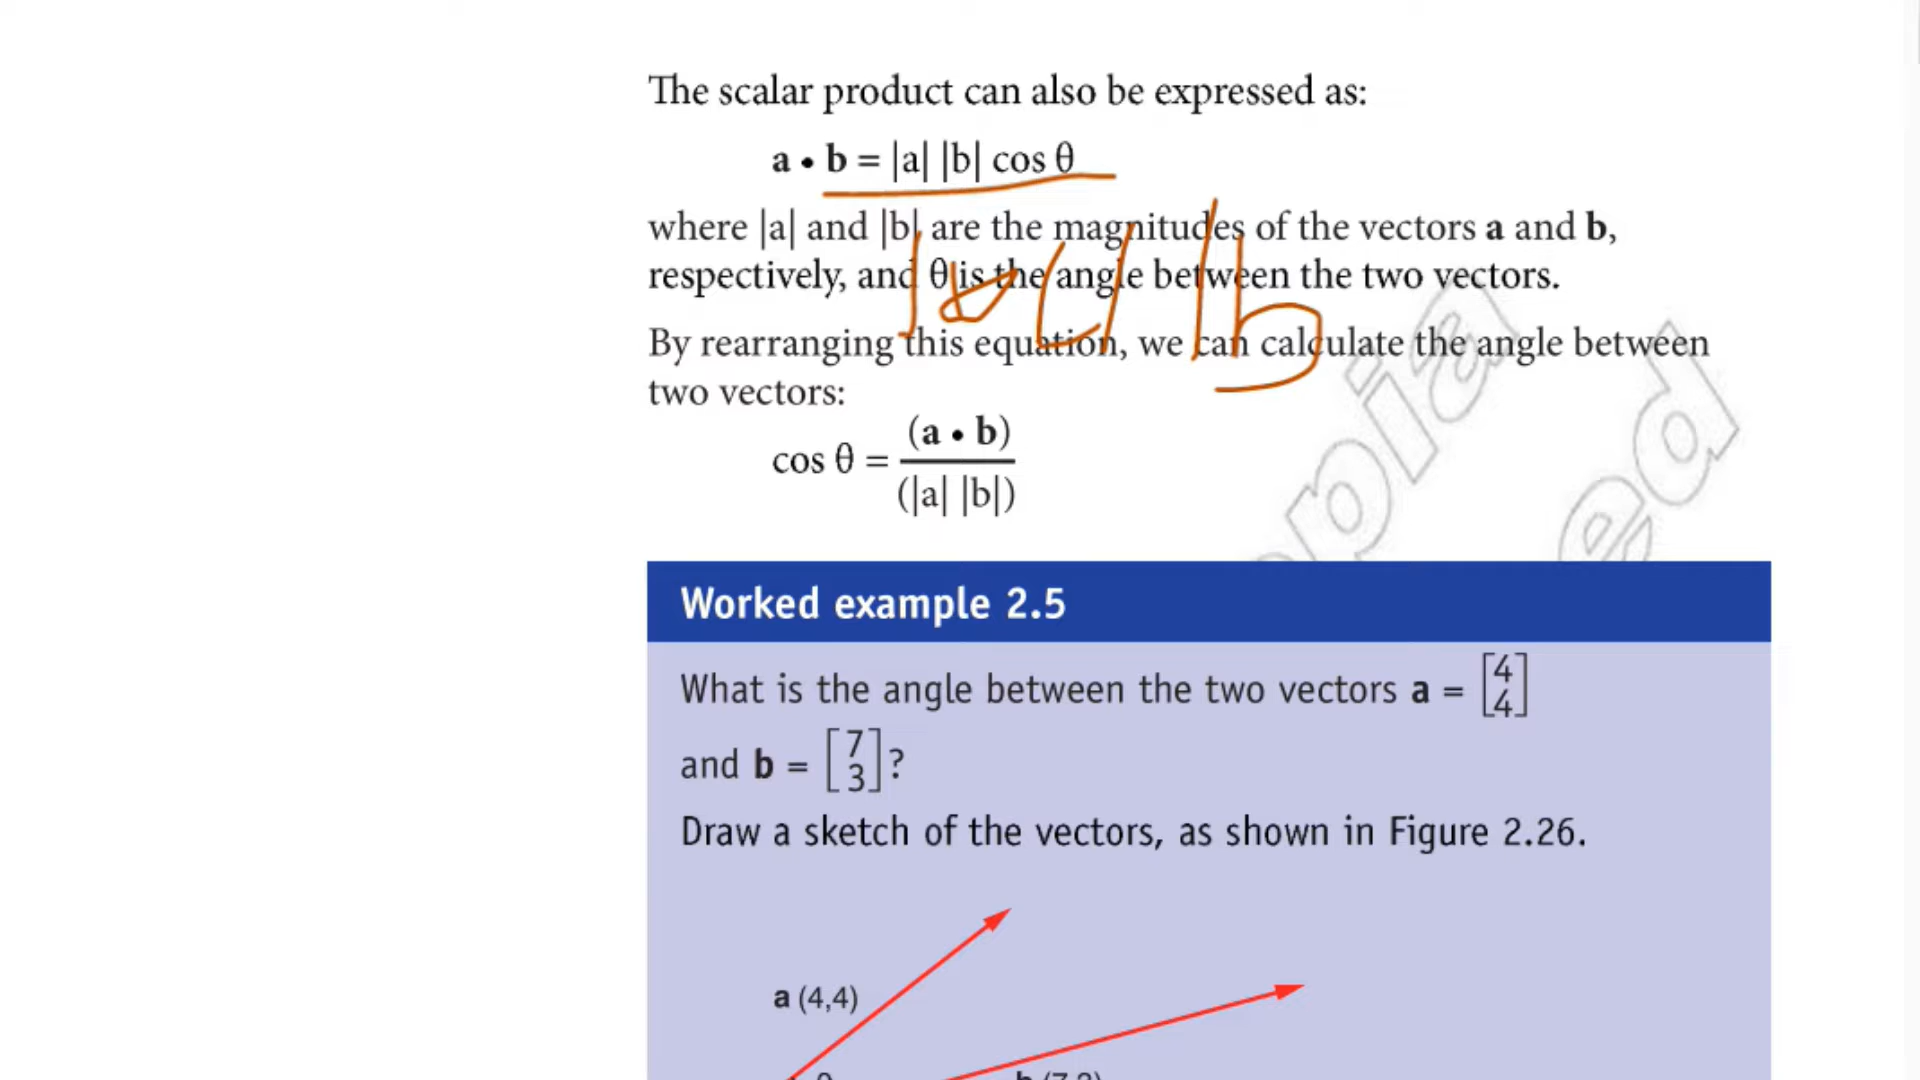 The scalar product can also be expressed as:
a • b = |a| |b| cos θ
where |a| and |b| are the magnitudes of the vectors a and b,
respectively, and θ is the angle between the two vectors.
By rearranging this equation, we can calculate the angle between
two vectors:
cos θ = (a • b)
(|a| |b|)
Worked example 2.5
What is the angle between the two vectors a = [4 4]
and b = [7 3]?
Draw a sketch of the vectors, as shown in Figure 2.26.
a (4,4)